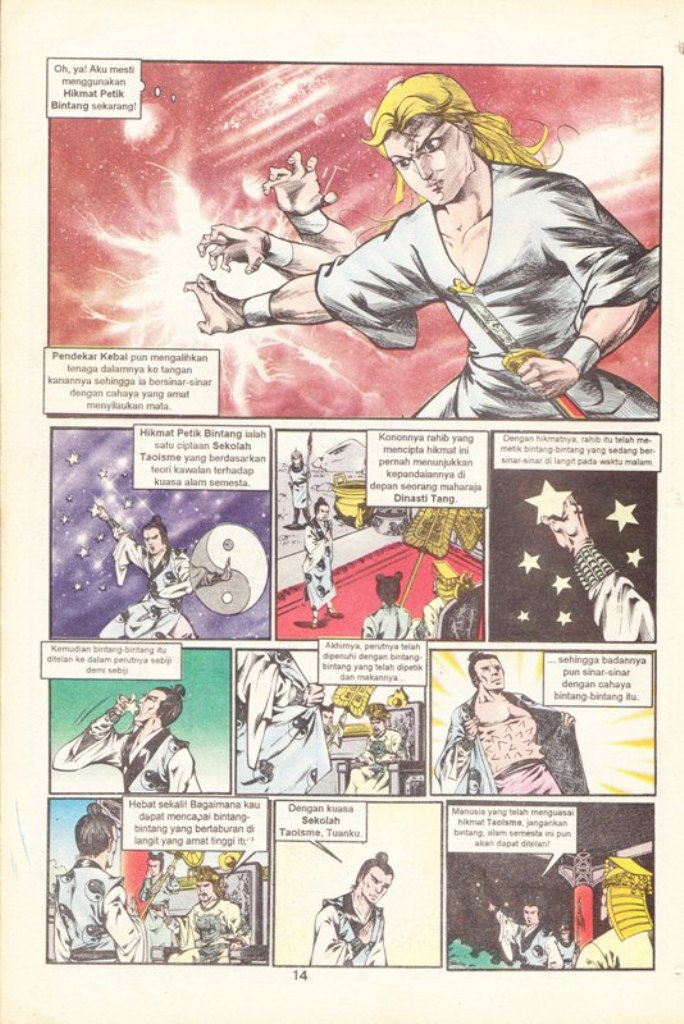 Oh, ya! Aku mesti
menggunakan
Hikmat Petik
Bintang sekarang!
Pendekar Kebal pun mengalihkan
tenaga dalamnya ke tangan
kanannya sehingga ia bersinar-sinar
dengan cahaya yang amat
menyilaukan mata.
Hikmat Petik Bintang ialah
satu ciptaan Sekolah
Taoisme yang berdasarkan
teori kawalan terhadap
kuasa alam semesta.
Kononnya rahib yang
mencipta hikmat ini
pernah menunjukkan
kepandaiannya di
depan seorang maharaja
Dinasti Tang.
Dengan hikmatnya, rahib itu telah me-
metik bintang-bintang yang sedang ber-
sinar-sinar di langit pada waktu malam.
Kemudian bintang-bintang itu
ditelan ke dalam perutnya sebiji
demi sebiji.
Akhirnya, perutnya telah
dipenuhi dengan bintang-
bintang yang telah dipetik
dan makannya...
... sehingga badannya
pun sinar-sinar
dengan cahaya
bintang-bintang itu.
Hebat sekali! Bagaimana kau
dapat mencapai bintang-
bintang yang bertaburan di
langit yang amat tinggi itu?
Dengan kuasa
Sekolah
Taoisme, Tuanku.
Manusia yang telah menguasai
hikmat Taoisme, jangankan
bintang, alam semesta ini pun
akan dapat ditelan!
14